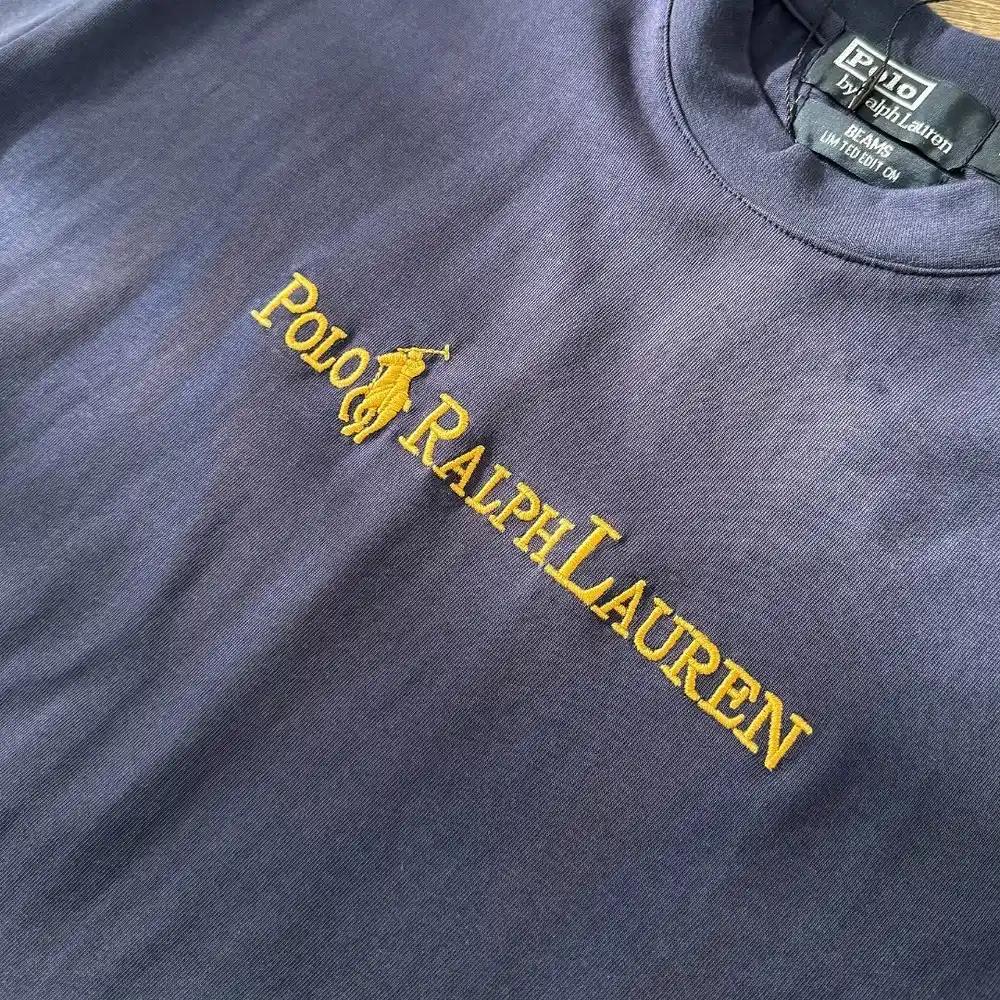 Polo
by Ralph Lauren
BEAMS
LIMITED EDITION
POLO RALPH LAUREN